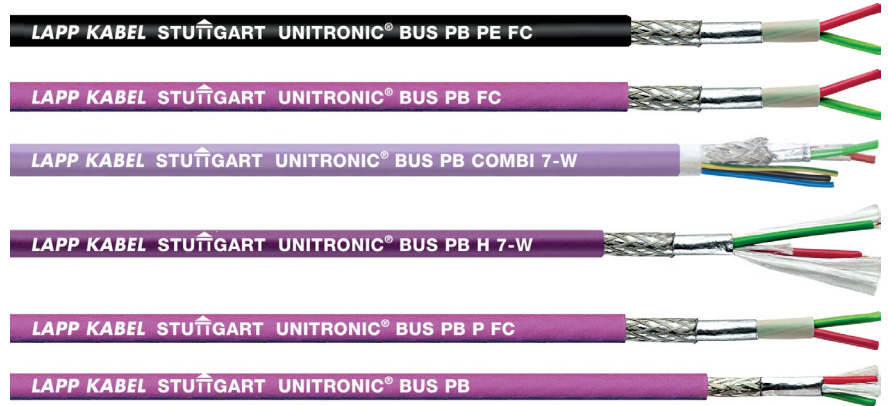 LAPP KABEL STUTTGART UNITRONIC® BUS PB PE FC
LAPP KABEL STUTTGART UNITRONIC® BUS PB FC
LAPP KABEL STUTTGART UNITRONIC® BUS PB COMBI 7-W
LAPP KABEL STUTTGART UNITRONIC® BUS PB H 7-W
LAPP KABEL STUTTGART UNITRONIC® BUS PB P FC
LAPP KABEL STUTTGART UNITRONIC® BUS PB